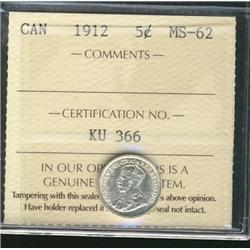 CAN 1912 5¢ MS-62
COMMENTS
CERTIFICATION NO.
KU 366
IN OUR OP IS A
GENUINE TEM.
Tampering with this seale s above opinion.
Have holder replaced i seal not intact.